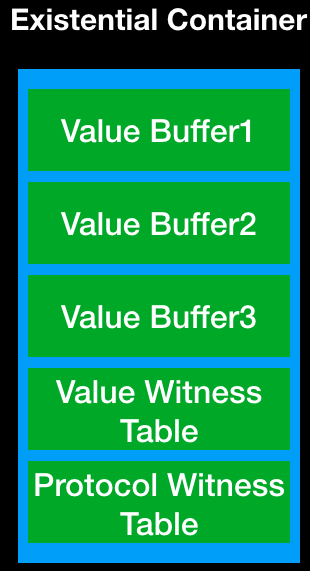 Existential Container
Value Buffer1
Value Buffer2
Value Buffer3
Value Witness
Table
Protocol Witness
Table